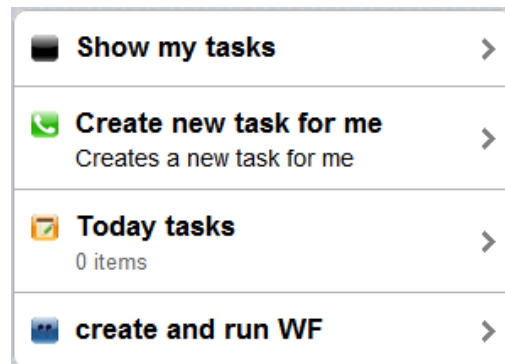 Show my tasks
Create new task for me
Creates a new task for me
Today tasks
0 items
create and run WF